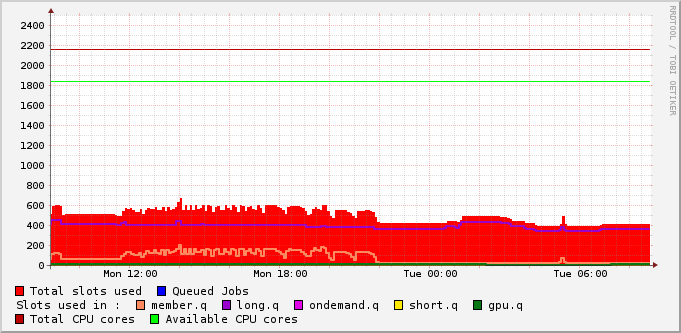 RRDTOOL / TOBI OETIKER
2400
2200
2000
1800
1600
1400
1200
1000
800
600
400
200
0
Mon 12:00 Mon 18:00 Tue 00:00 Tue 06:00
Total slots used Queued Jobs
Slots used in : member.q long.q ondemand.q short.q gpu.q
Total CPU cores Available CPU cores